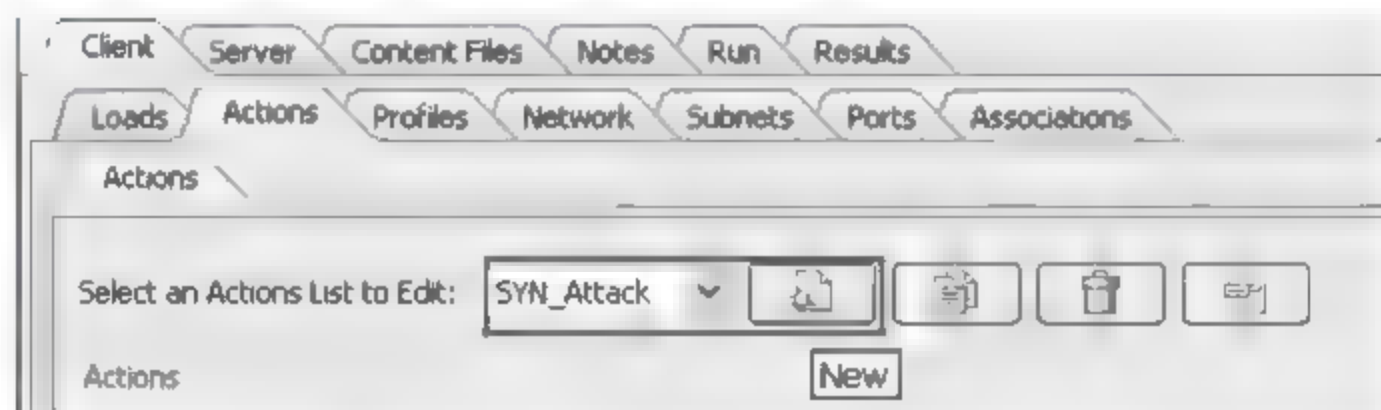 Client Server Content Files Notes Run Results
Loads Actions Profiles Network Subnets Ports Associations
Actions
Select an Actions List to Edit: SYN_Attack
Actions New